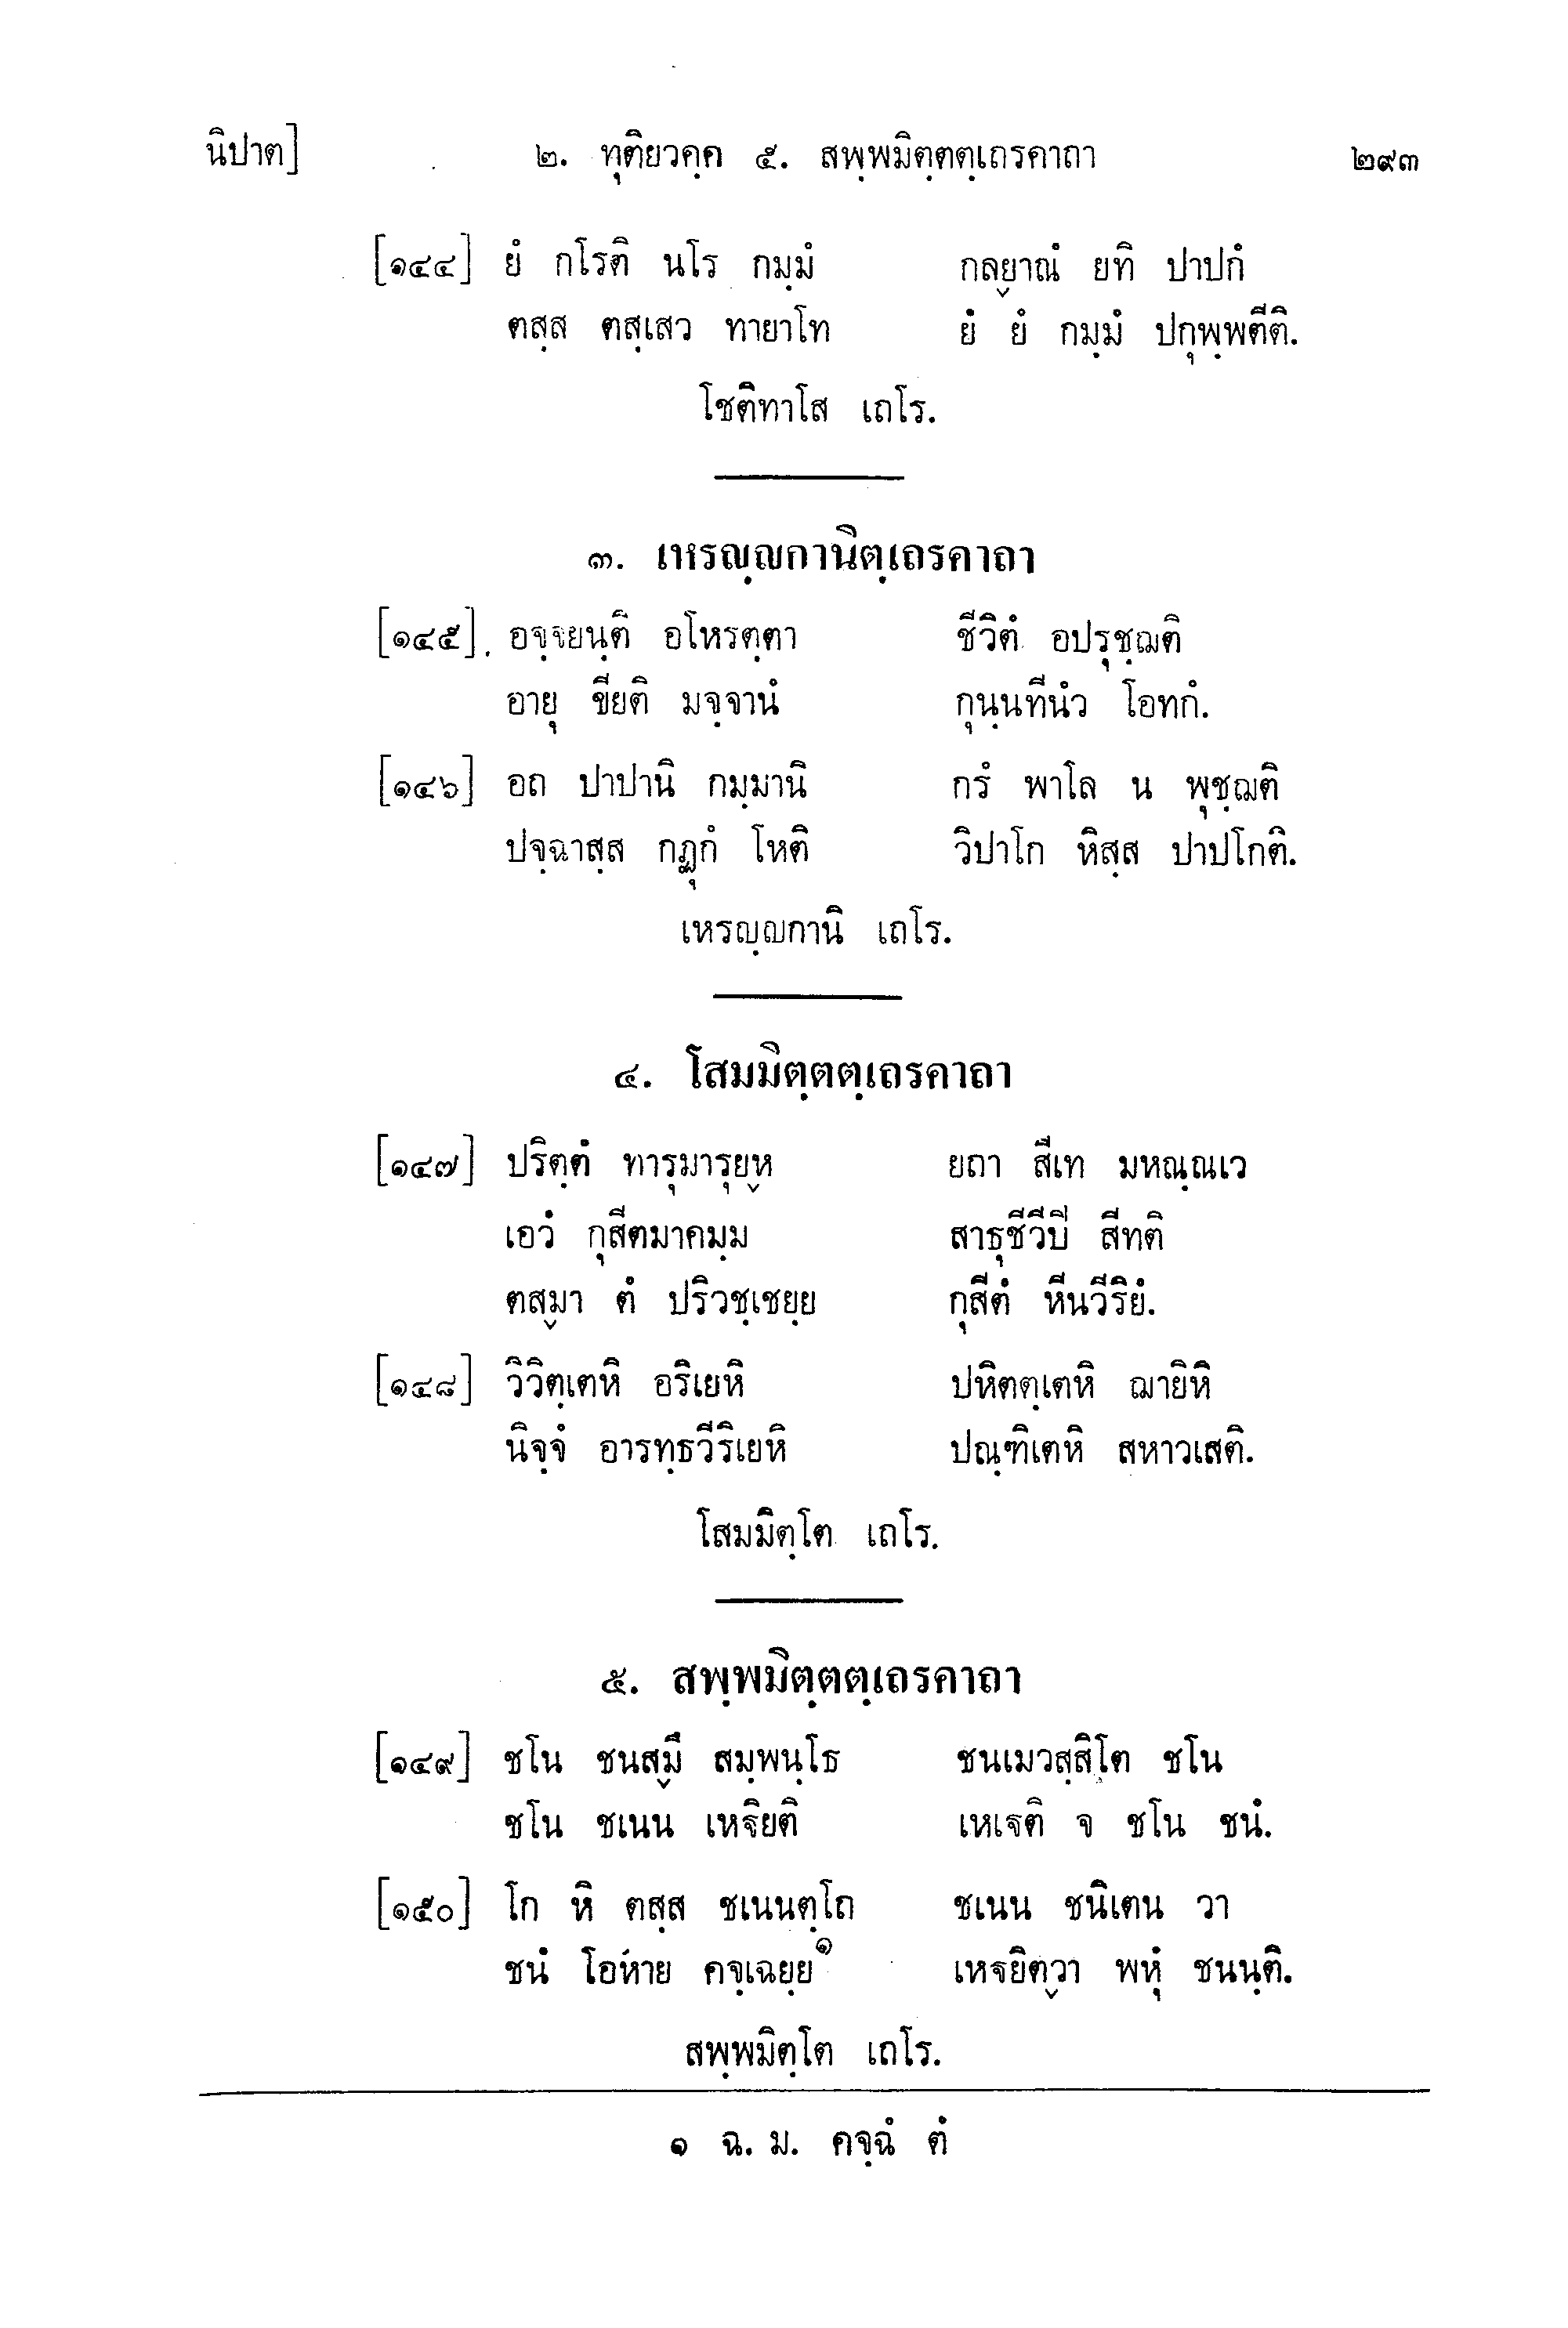 นิปาต] ๒. ทุติยวคฺค ๕. สพฺพมิตฺตตฺเถรคาถา ๒๙๓
[๑๔๔] ยํ กโรติ นโร กมฺมํ กลฺยาณํ ยทิ ปาปกํ
ตสฺส ตสฺเสว ทายาโท ยํ ยํ กมฺมํ ปกุพฺพตีติ.
โชติทาโส เถโร.
๓. เหรญฺญกานิตฺเถรคาถา
[๑๔๕] อจฺจยนฺติ อโหรตฺตา ชีวิตํ อุปรุชฺฌติ
อายุ ขียติ มจฺจานํ กุนฺนทีนํว โอทกํ.
[๑๔๖] อถ ปาปานิ กมฺมานิ กรํ พาโล น พุชฺฌติ
ปจฺฉาสฺส กฏุกํ โหติ วิปาโก หิสฺส ปาปโกติ.
เหรญฺญกานิ เถโร.
๔. โสมมิตฺตตฺเถรคาถา
[๑๔๗] ปริตฺตํ ทารุมารุยฺห ยถา สีเท มหณฺณเว
เอวํ กุสีตมาคมฺม สาธุชีวีปิ สีทติ
ตสฺมา ตํ ปริวชฺเชยฺย กุสีตํ หีนวีริยํ.
[๑๔๘] วิวิตฺเตหิ อริเยหิ ปหิตตฺเตหิ ฌายิหิ
นิจฺจํ อารทฺธวีริเยหิ ปณฺฑิเตหิ สหาวเสติ.
โสมมิตฺโต เถโร.
๕. สพฺพมิตฺตตฺเถรคาถา
[๑๔๙] ชโน ชนสฺมึ สมฺพนฺโธ ชนเมวสฺสิโต ชโน
ชโน ชเนน เหฐิยติ เหเฐติ จ ชโน ชนํ.
[๑๕๐] โก หิ ตสฺส ชเนนตฺโถ ชเนน ชนิเตน วา
ชนํ โอหาย คจฺเฉยฺย๑ เหฐยิตฺวา พหุํ ชนนฺติ.
สพฺพมิตฺโต เถโร.
๑ ฉ. ม. คจฺฉํ ตํ